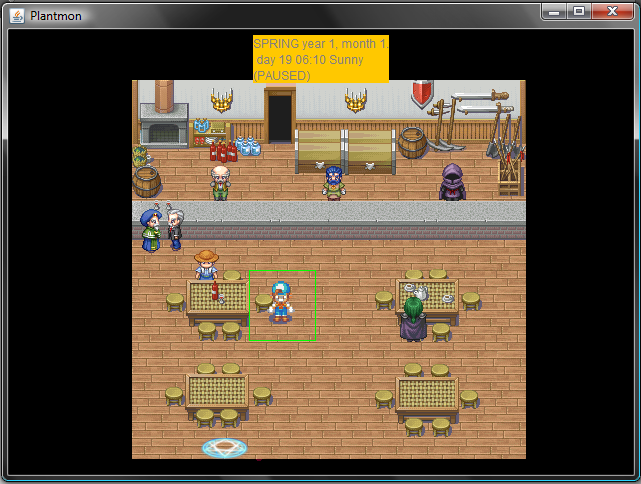 Plantmon
SPRING year 1, month 1,
day 19 06:10 Sunny
(PAUSED)